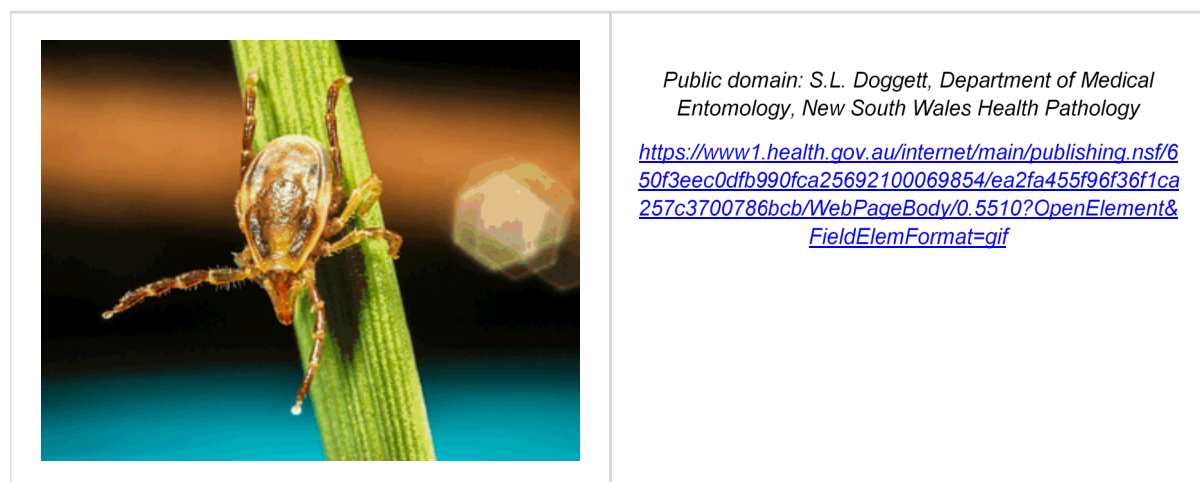 Public domain: S.L. Doggett, Department of Medical
Entomology, New South Wales Health Pathology
https://www1.health.gov.au/internet/main/publishing.nsf/6
50f3eec0dfb990fca25692100069854/ea2fa455f96f36f1ca
257c3700786bcb/WebPageBody/0.5510?OpenElement&
FieldElemFormat=gif